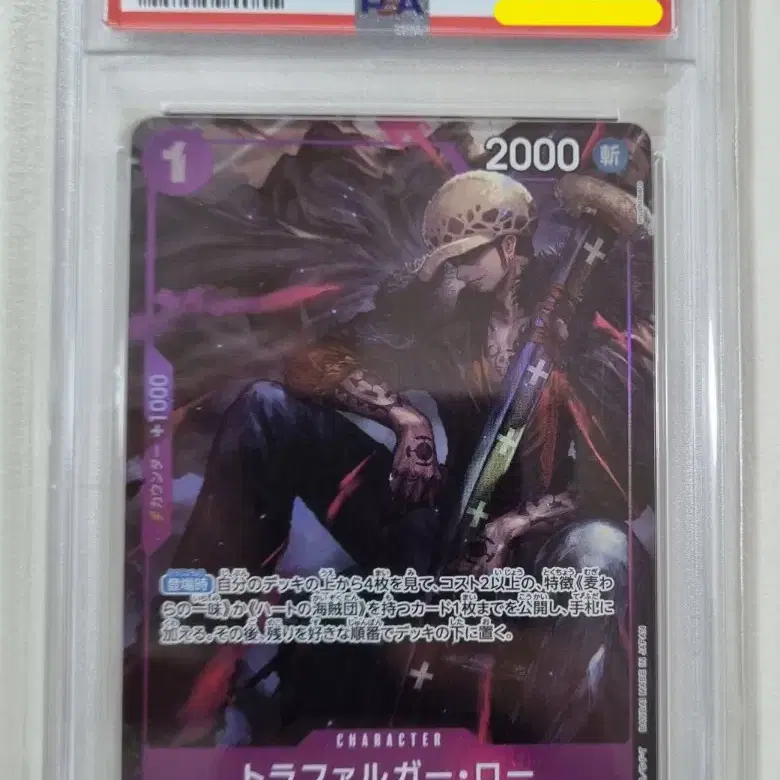 PSA
1
2000
斬
カウンター +1000
登場時 自分のデッキの上から4枚を見て、コスト2以上の、特徴《麦わ
らの一味》か《ハートの海賊団》を持つカード1枚までを公開し、手札に
加える。その後、残りを好きな順番でデッキの下に置く。
BANDAI MADE IN JAPAN
CHARACTER
トラファルガー・ロー